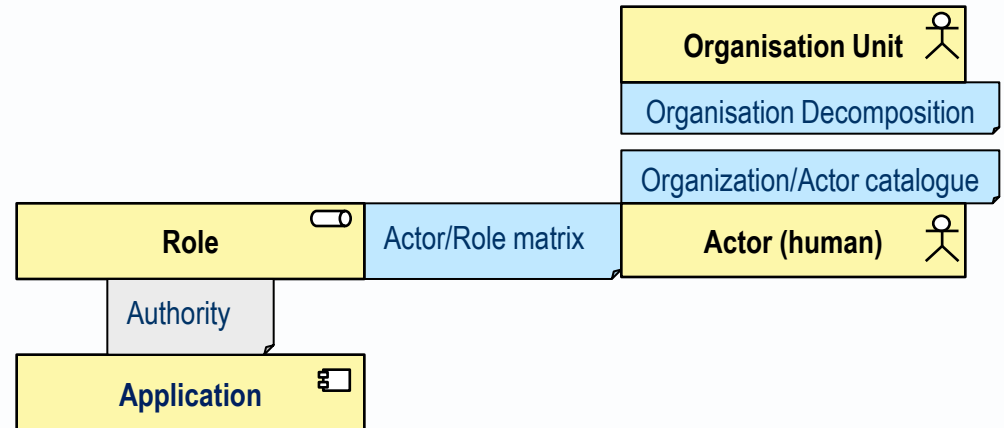 Organisation Unit
Organisation Decomposition
Organization/Actor catalogue
Role
Actor/Role matrix
Actor (human)
Authority
Application